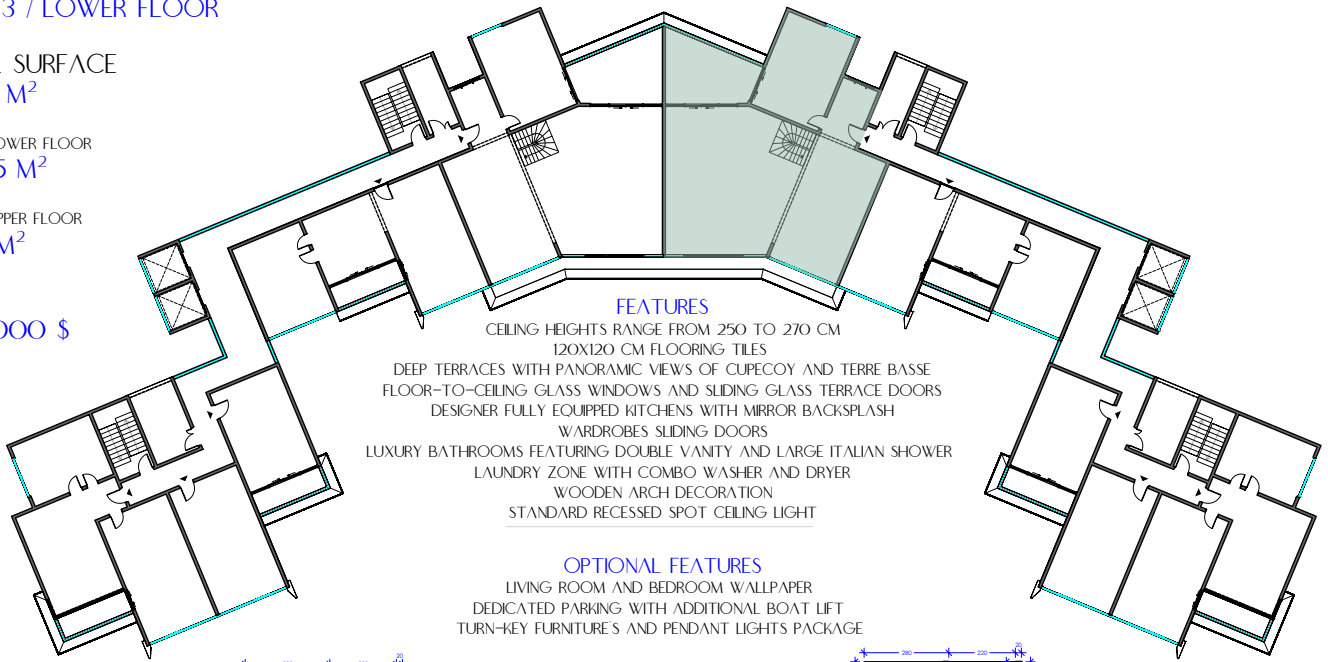 3 / LOWER FLOOR
SURFACE
M²
OWER FLOOR
5 M²
PPER FLOOR
M²
000 $
FEATURES
CEILING HEIGHTS RANGE FROM 250 TO 270 CM
120X120 CM FLOORING TILES
DEEP TERRACES WITH PANORAMIC VIEWS OF CUPECOY AND TERRE BASSE
FLOOR-TO-CEILING GLASS WINDOWS AND SLIDING GLASS TERRACE DOORS
DESIGNER FULLY EQUIPPED KITCHENS WITH MIRROR BACKSPLASH
WARDROBES SLIDING DOORS
LUXURY BATHROOMS FEATURING DOUBLE VANITY AND LARGE ITALIAN SHOWER
LAUNDRY ZONE WITH COMBO WASHER AND DRYER
WOODEN ARCH DECORATION
STANDARD RECESSED SPOT CEILING LIGHT
OPTIONAL FEATURES
LIVING ROOM AND BEDROOM WALLPAPER
DEDICATED PARKING WITH ADDITIONAL BOAT LIFT
TURN-KEY FURNITURE'S AND PENDANT LIGHTS PACKAGE
20
280 220 20